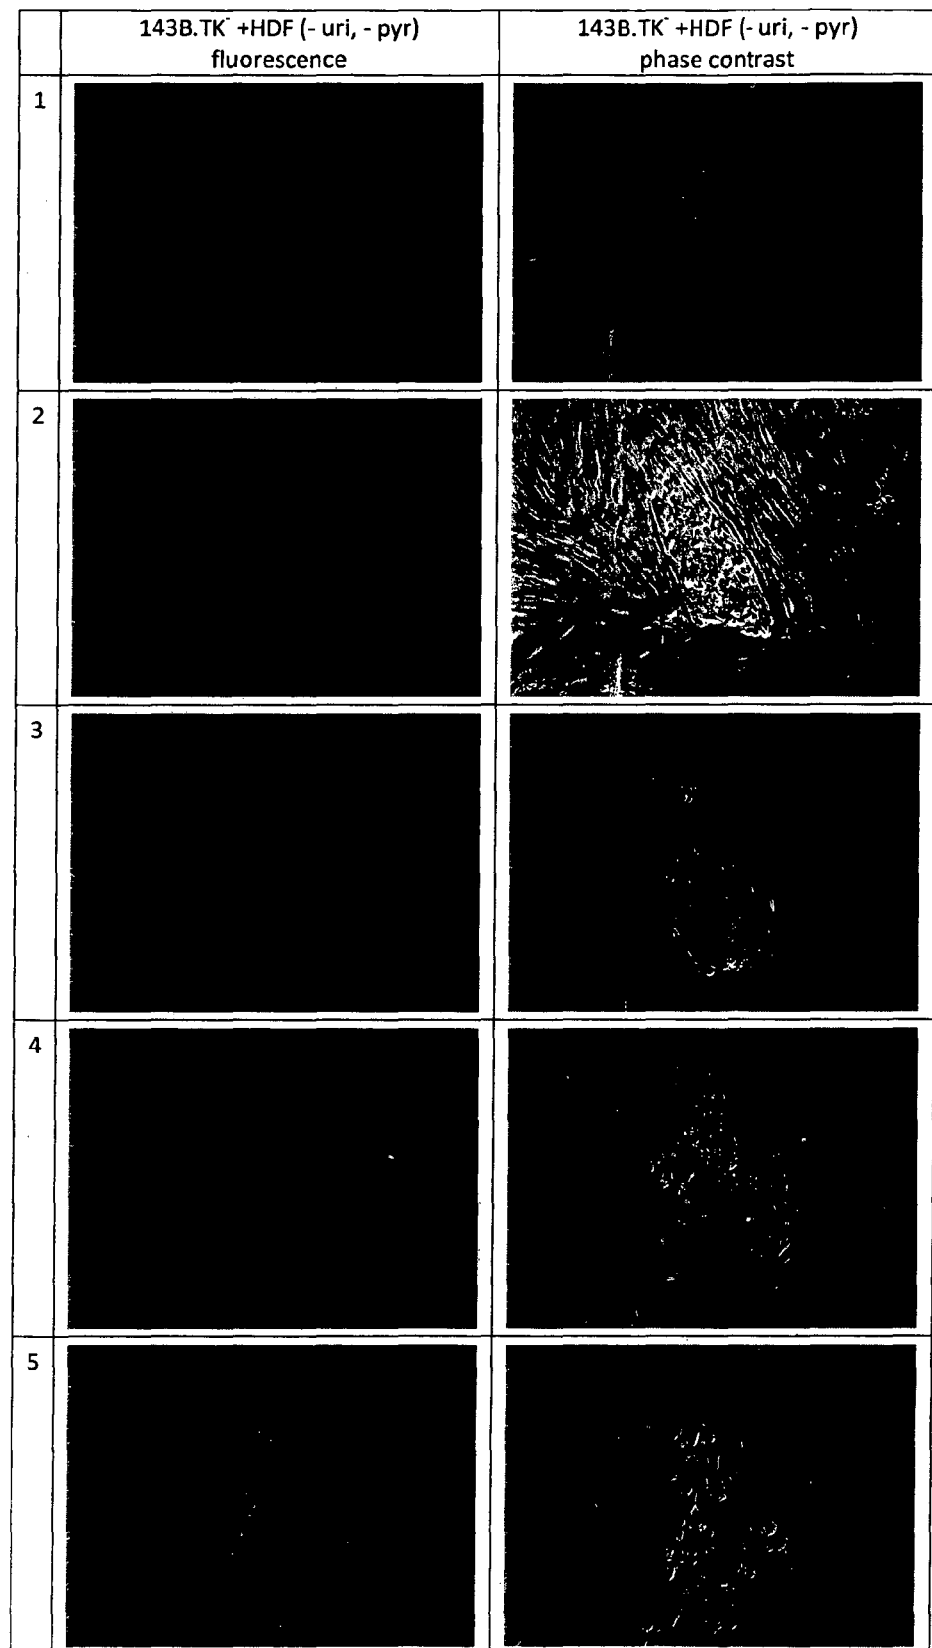 143B.TK⁻ +HDF (- uri, - pyr)
fluorescence
143B.TK⁻ +HDF (- uri, - pyr)
phase contrast
1
2
3
4
5